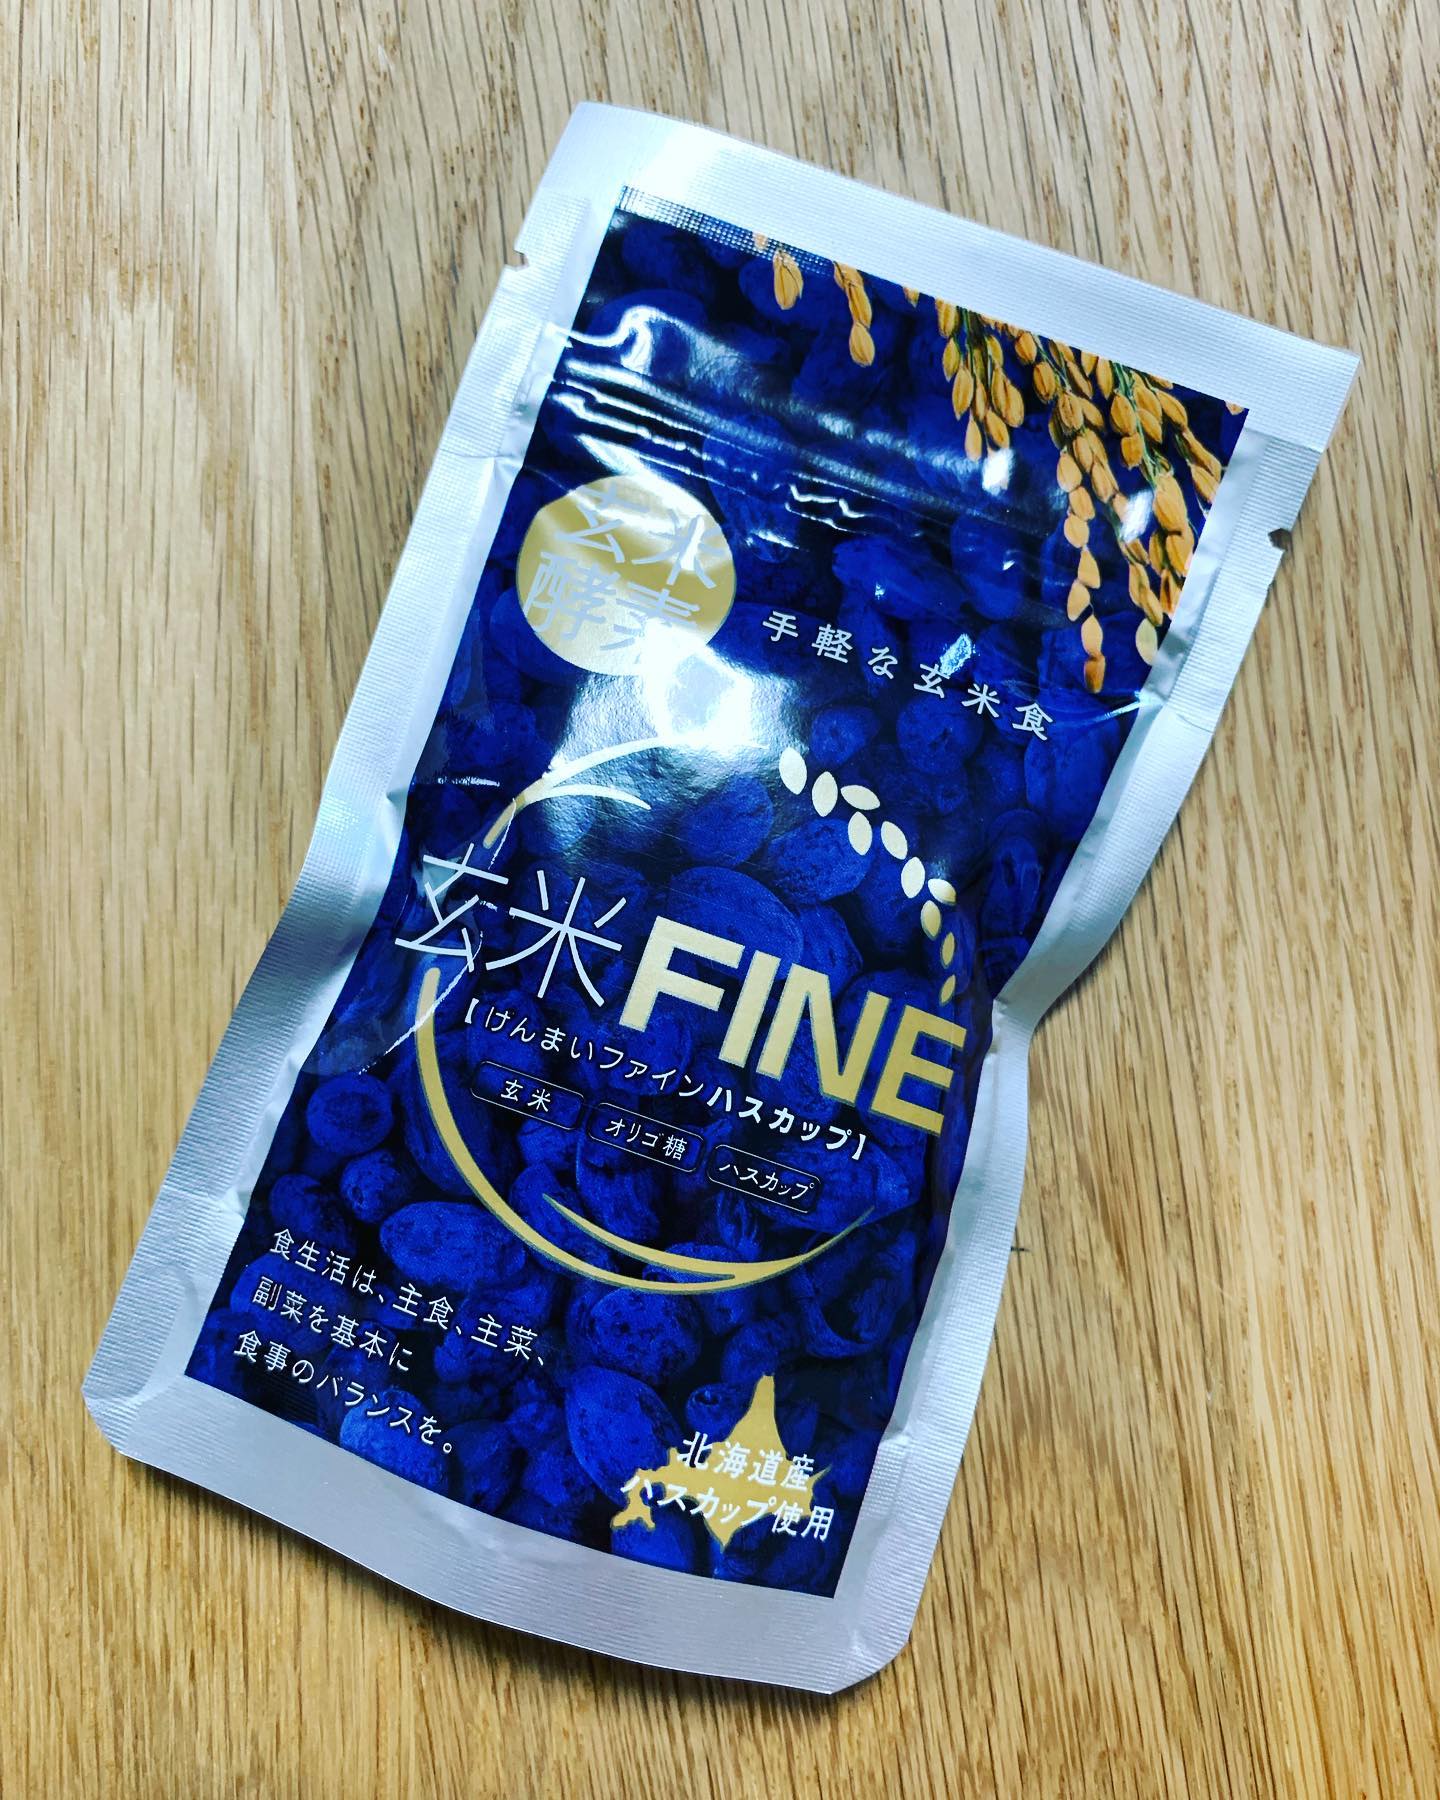 玄米
酵素
手軽な玄米食
玄米FINE
【げんまいファインハスカップ】
玄米 オリゴ糖 ハスカップ
食生活は、主食、主菜、
副菜を基本に
食事のバランスを。
北海道産
ハスカップ使用